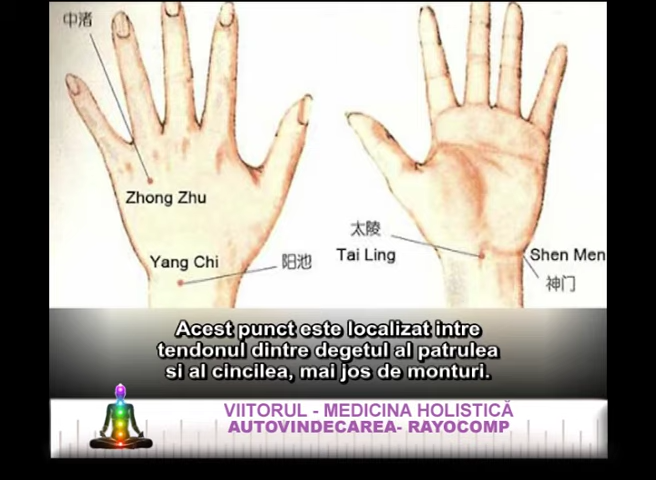 中渚
Zhong Zhu
Yang Chi
阳池
太陵
Tai Ling
Shen Men
神门
Acest punct este localizat intre
tendonul dintre degetul al patrulea
si al cincilea, mai jos de monturi.
VIITORUL - MEDICINA HOLISTICĂ
AUTOVINDECAREA- RAYOCOMP